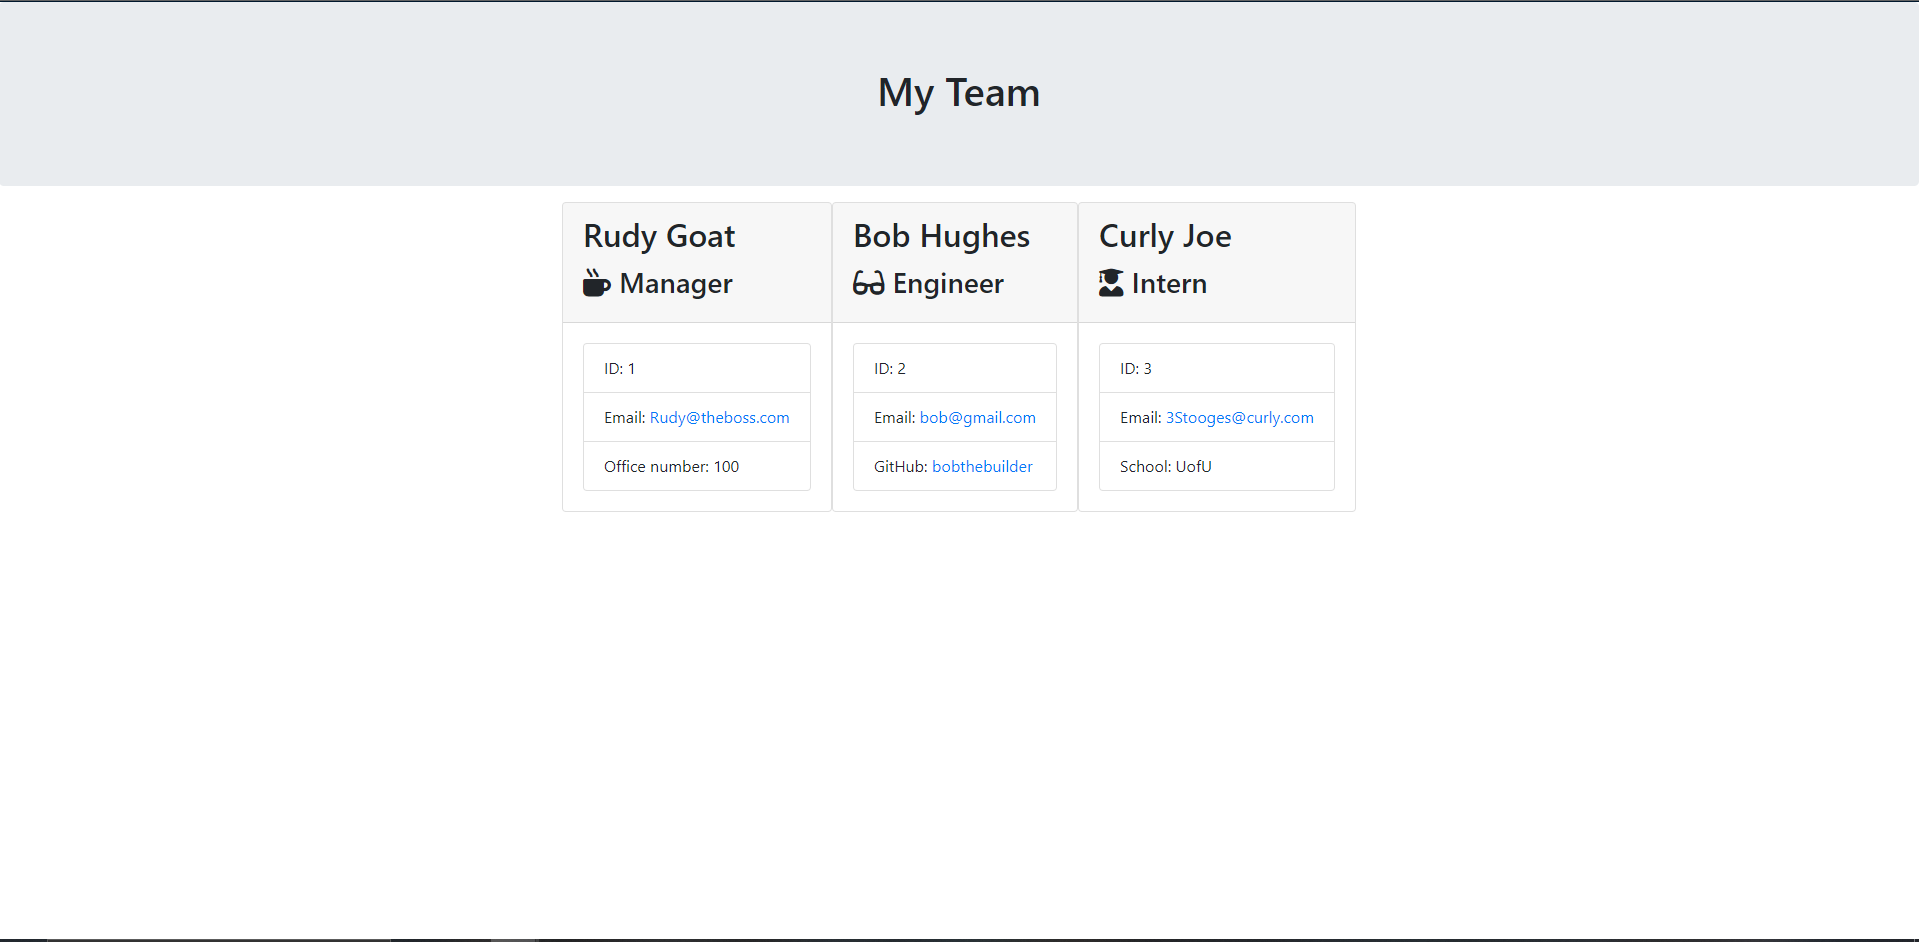 My Team
Rudy Goat
Manager
ID: 1
Email: Rudy@theboss.com
Office number: 100
Bob Hughes
Engineer
ID: 2
Email: bob@gmail.com
GitHub: bobthebuilder
Curly Joe
Intern
ID: 3
Email: 3Stooges@curly.com
School: UofU